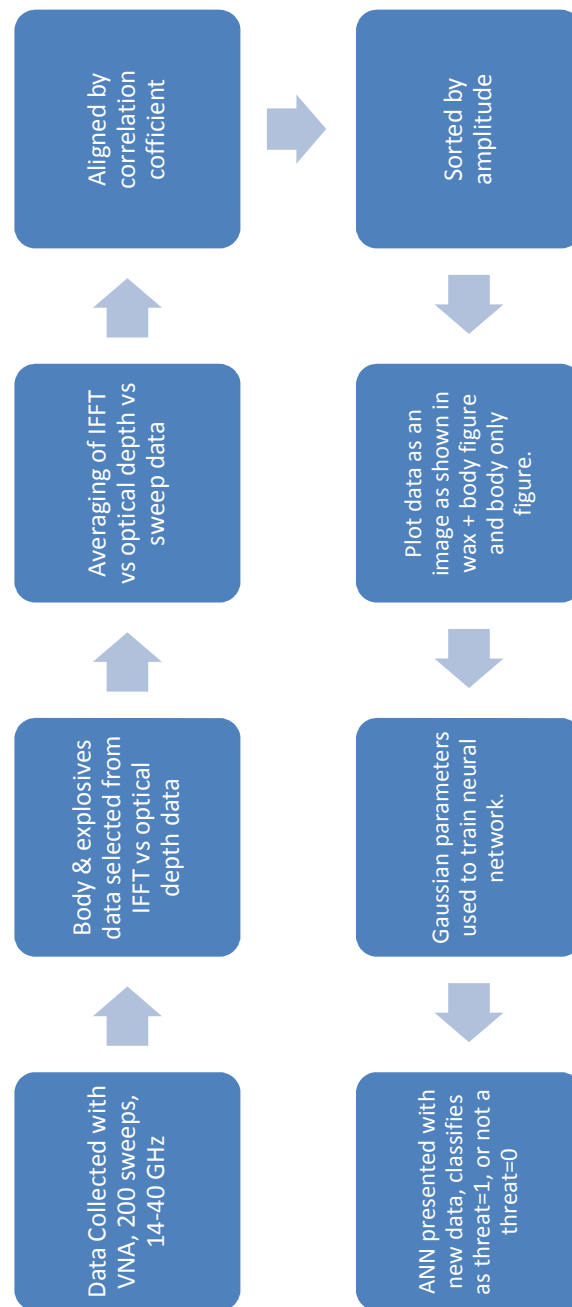 Data Collected with
VNA, 200 sweeps,
14-40 GHz
Body & explosives
data selected from
IFFT vs optical
depth data
Averaging of IFFT
vs optical depth vs
sweep data
Aligned by
correlation
cofficient
Sorted by
amplitude
Plot data as an
image as shown in
wax + body figure
and body only
figure.
Gaussian parameters
used to train neural
network.
ANN presented with
new data, classifies
as threat=1, or not a
threat=0